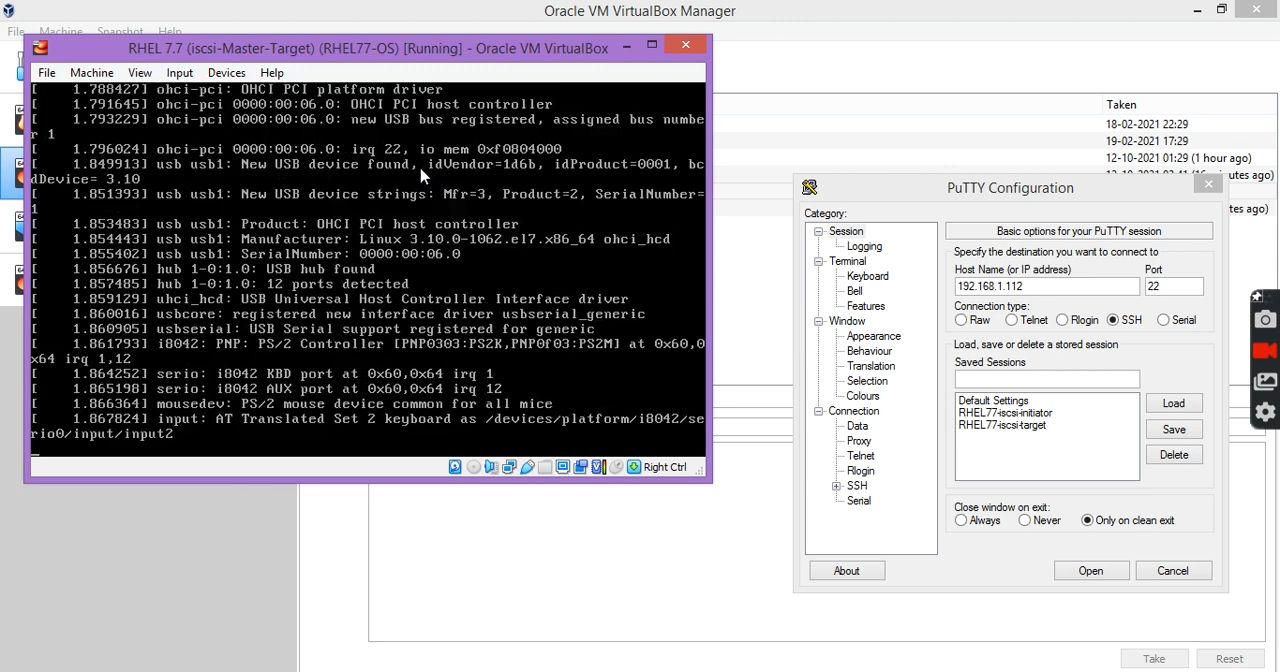 Oracle VM VirtualBox Manager
File Machine Snapshot Help
RHEL 7.7 (iscsi-Master-Target) (RHEL77-OS) [Running] - Oracle VM VirtualBox
File Machine View Input Devices Help
[ 1.788427] ohci-pci: OHCI PCI platform driver
[ 1.791645] ohci-pci 0000:00:06.0: OHCI PCI host controller
[ 1.793229] ohci-pci 0000:00:06.0: new USB bus registered, assigned bus numbe
r 1
[ 1.796024] ohci-pci 0000:00:06.0: irq 22, io mem 0xf0804000
[ 1.849913] usb usb1: New USB device found, idVendor=1d6b, idProduct=0001, bc
dDevice= 3.10
[ 1.851393] usb usb1: New USB device strings: Mfr=3, Product=2, SerialNumber=
1
[ 1.853483] usb usb1: Product: OHCI PCI host controller
[ 1.854443] usb usb1: Manufacturer: Linux 3.10.0-1062.el7.x86_64 ohci_hcd
[ 1.855402] usb usb1: SerialNumber: 0000:00:06.0
[ 1.856676] hub 1-0:1.0: USB hub found
[ 1.857485] hub 1-0:1.0: 12 ports detected
[ 1.859129] uhci_hcd: USB Universal Host Controller Interface driver
[ 1.860016] usbcore: registered new interface driver usbserial_generic
[ 1.860905] usbserial: USB Serial support registered for generic
[ 1.861793] i8042: PNP: PS/2 Controller [PNP0303:PS2K,PNP0f03:PS2M] at 0x60,0
x64 irq 1,12
[ 1.864252] serio: i8042 KBD port at 0x60,0x64 irq 1
[ 1.865198] serio: i8042 AUX port at 0x60,0x64 irq 12
[ 1.866364] mousedev: PS/2 mouse device common for all mice
[ 1.867824] input: AT Translated Set 2 keyboard as /devices/platform/i8042/se
rio0/input/input2
Right Ctrl
Taken
18-02-2021 22:29
19-02-2021 17:29
12-10-2021 01:29 (1 hour ago)
PuTTY Configuration
Category:
Session
Logging
Terminal
Keyboard
Bell
Features
Window
Appearance
Behaviour
Translation
Selection
Colours
Connection
Data
Proxy
Telnet
Rlogin
SSH
Serial
Basic options for your PuTTY session
Specify the destination you want to connect to
Host Name (or IP address) Port
192.168.1.112 22
Connection type:
Raw Telnet Rlogin SSH Serial
Load, save or delete a stored session
Saved Sessions
Default Settings
RHEL77-iscsi-initiator
RHEL77-iscsi-target
Load
Save
Delete
Close window on exit:
Always Never Only on clean exit
About Open Cancel
Take Reset